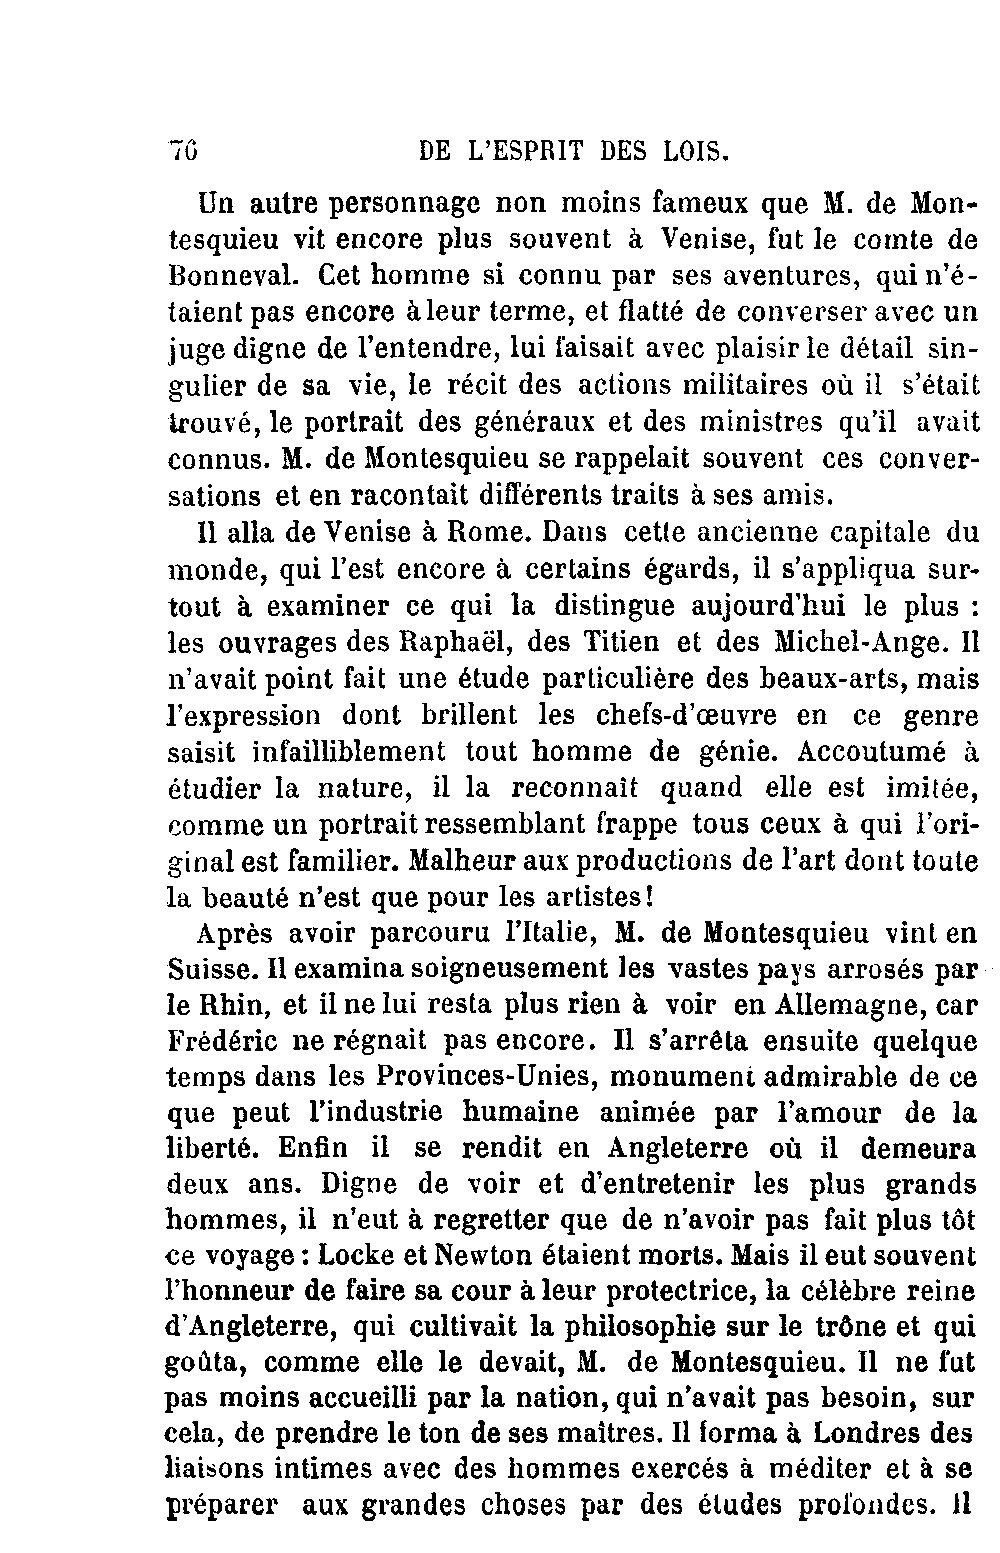 76 DE L'ESPRIT DES LOIS.
Un autre personnage non moins fameux que M. de Mon-
tesquieu vit encore plus souvent à Venise, fut le comte de
Bonneval. Cet homme si connu par ses aventures, qui n'é-
taient pas encore à leur terme, et flatté de converser avec un
juge digne de l'entendre, lui faisait avec plaisir le détail sin-
gulier de sa vie, le récit des actions militaires où il s'était
trouvé, le portrait des généraux et des ministres qu'il avait
connus. M. de Montesquieu se rappelait souvent ces conver-
sations et en racontait différents traits à ses amis.
Il alla de Venise à Rome. Dans cette ancienne capitale du
monde, qui l'est encore à certains égards, il s'appliqua sur-
tout à examiner ce qui la distingue aujourd'hui le plus :
les ouvrages des Raphaël, des Titien et des Michel-Ange. Il
n'avait point fait une étude particulière des beaux-arts, mais
l'expression dont brillent les chefs-d'œuvre en ce genre
saisit infailliblement tout homme de génie. Accoutumé à
étudier la nature, il la reconnaît quand elle est imitée,
comme un portrait ressemblant frappe tous ceux à qui l'ori-
ginal est familier. Malheur aux productions de l'art dont toute
la beauté n'est que pour les artistes!
Après avoir parcouru l'Italie, M. de Montesquieu vint en
Suisse. Il examina soigneusement les vastes pays arrosés par
le Rhin, et il ne lui resta plus rien à voir en Allemagne, car
Frédéric ne régnait pas encore. Il s'arrêta ensuite quelque
temps dans les Provinces-Unies, monument admirable de ce
que peut l'industrie humaine animée par l'amour de la
liberté. Enfin il se rendit en Angleterre où il demeura
deux ans. Digne de voir et d'entretenir les plus grands
hommes, il n'eut à regretter que de n'avoir pas fait plus tôt
ce voyage : Locke et Newton étaient morts. Mais il eut souvent
l'honneur de faire sa cour à leur protectrice, la célèbre reine
d'Angleterre, qui cultivait la philosophie sur le trône et qui
goûta, comme elle le devait, M. de Montesquieu. Il ne fut
pas moins accueilli par la nation, qui n'avait pas besoin, sur
cela, de prendre le ton de ses maîtres. Il forma à Londres des
liaisons intimes avec des hommes exercés à méditer et à se
préparer aux grandes choses par des études profondes. Il